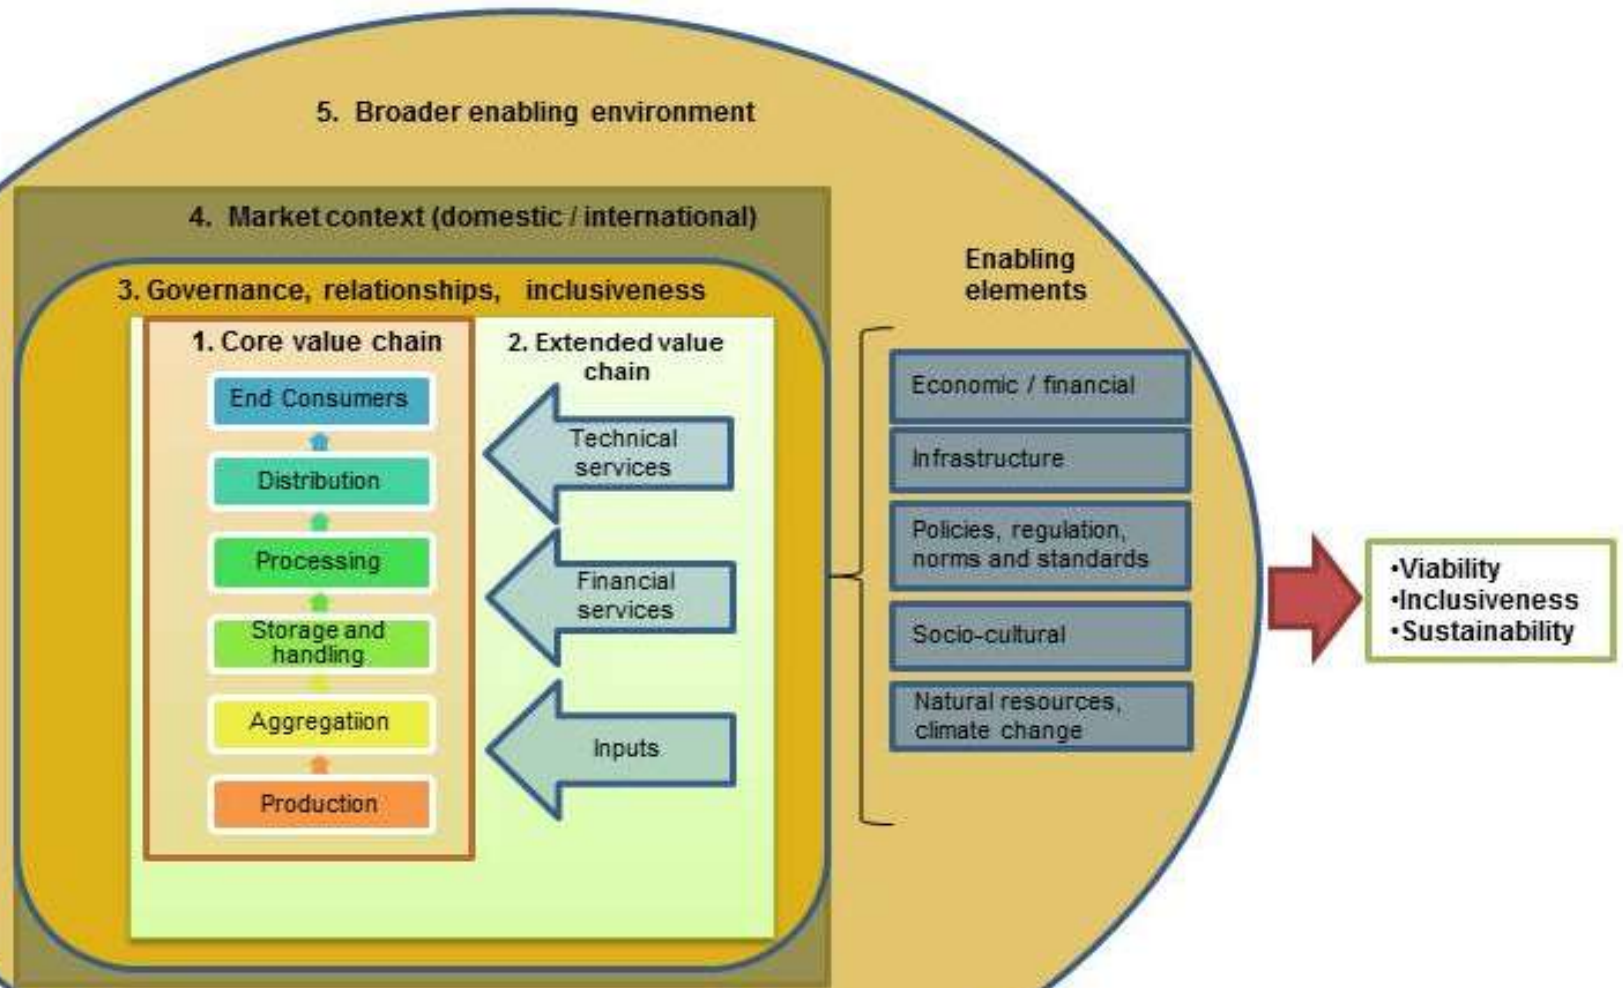 5. Broader enabling environment
4. Market context (domestic / international)
3. Governance, relationships, inclusiveness
1. Core value chain
End Consumers
Distribution
Processing
Storage and
handling
Aggregatiion
Production
2. Extended value
chain
Technical
services
Financial
services
Inputs
Enabling
elements
Economic / financial
Infrastructure
Policies, regulation,
norms and standards
Socio-cultural
Natural resources,
climate change
•Viability
•Inclusiveness
•Sustainability